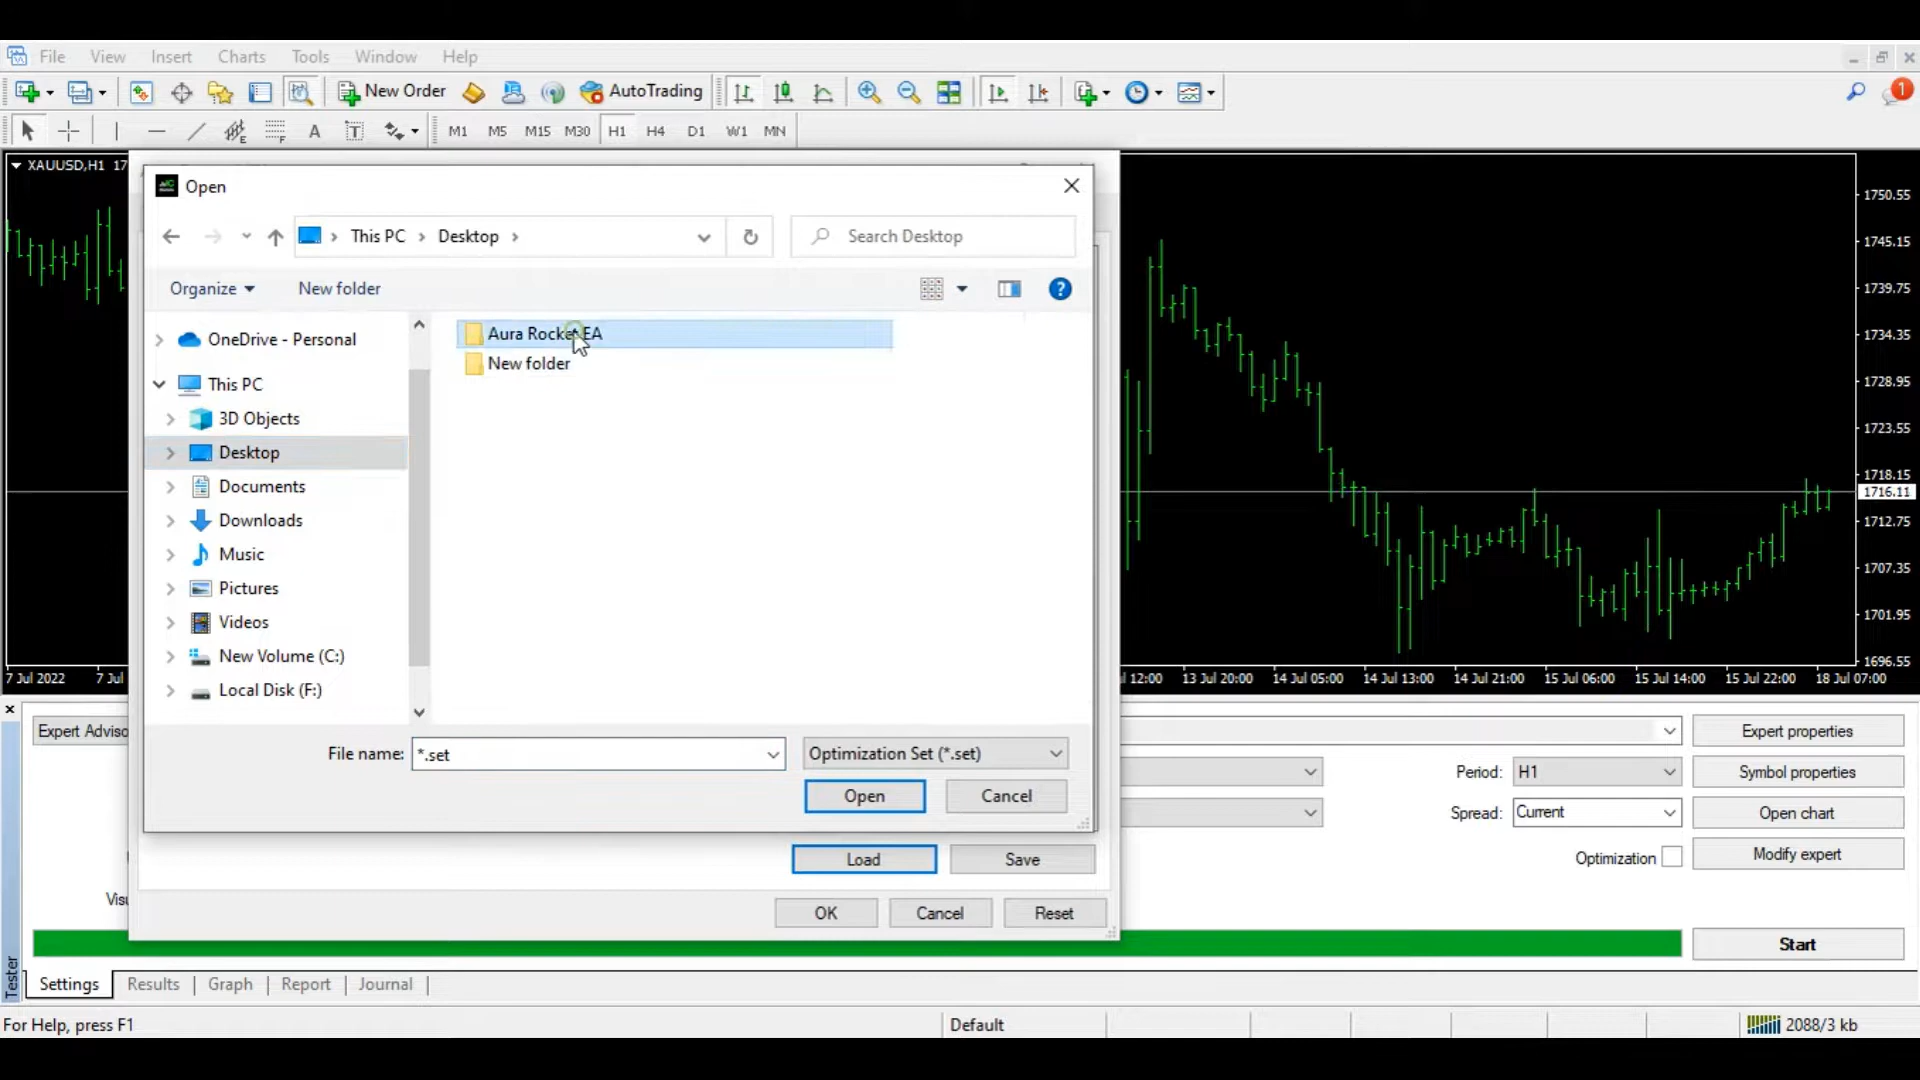 File View Insert Charts Tools Window Help
New Order AutoTrading 1
A T M1 M5 M15 M30 H1 H4 D1 W1 MN
XAUUSD,H1 17
Open
This PC > Desktop >
Search Desktop
Organize New folder
OneDrive - Personal
This PC
3D Objects
Desktop
Documents
Downloads
Music
Pictures
Videos
New Volume (C:)
Local Disk (F:)
Aura Rocket EA
New folder
File name: *.set
Optimization Set (*.set)
Open Cancel
Load Save
OK Cancel Reset
1750.55
1745.15
1739.75
1734.35
1728.95
1723.55
1718.15
1716.11
1712.75
1707.35
1701.95
1696.55
7 Jul 2022 7 Jul
l 12:00 13 Jul 20:00 14 Jul 05:00 14 Jul 13:00 14 Jul 21:00 15 Jul 06:00 15 Jul 14:00 15 Jul 22:00 18 Jul 07:00
Expert Adviso
Expert properties
Period: H1 Symbol properties
Spread: Current Open chart
Optimization Modify expert
Visu
Start
Tester
Settings Results Graph Report Journal
For Help, press F1 Default 2088/3 kb